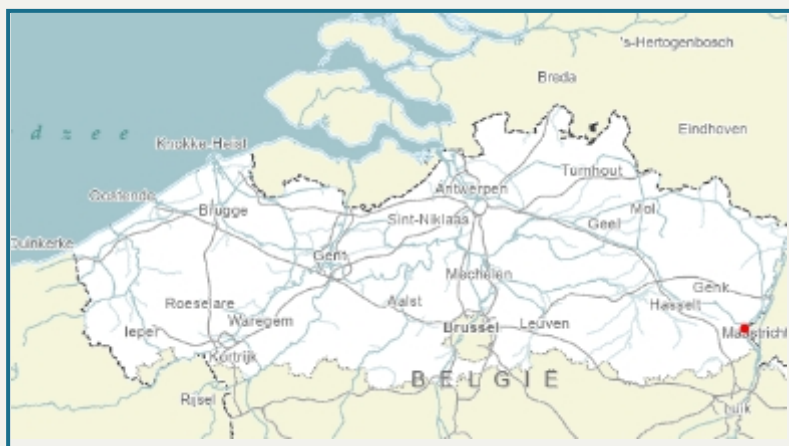 's-Hertogenbosch
Breda
d z e e
Eindhoven
Knokke-Heist
Turnhout
Antwerpen
Oostende
Mol
Brugge
Sint-Niklaas
Geel
Duinkerke
Gent
Mechelen
Genk
Aalst
Hasselt
Roeselare
Waregem
Brussel
Leuven
Ieper
Maastricht
Kortrijk
BELGIË
Rijsel
Luik